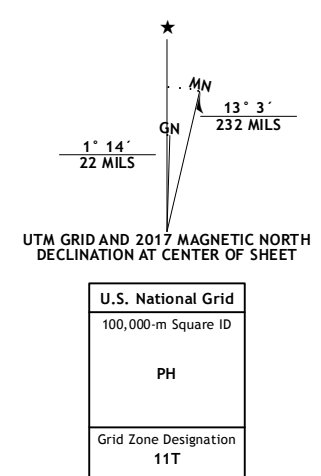 ★
MN
13° 3´
232 MILS
GN
1° 14´
22 MILS
UTM GRID AND 2017 MAGNETIC NORTH
DECLINATION AT CENTER OF SHEET
U.S. National Grid
100,000-m Square ID
PH
Grid Zone Designation
11T